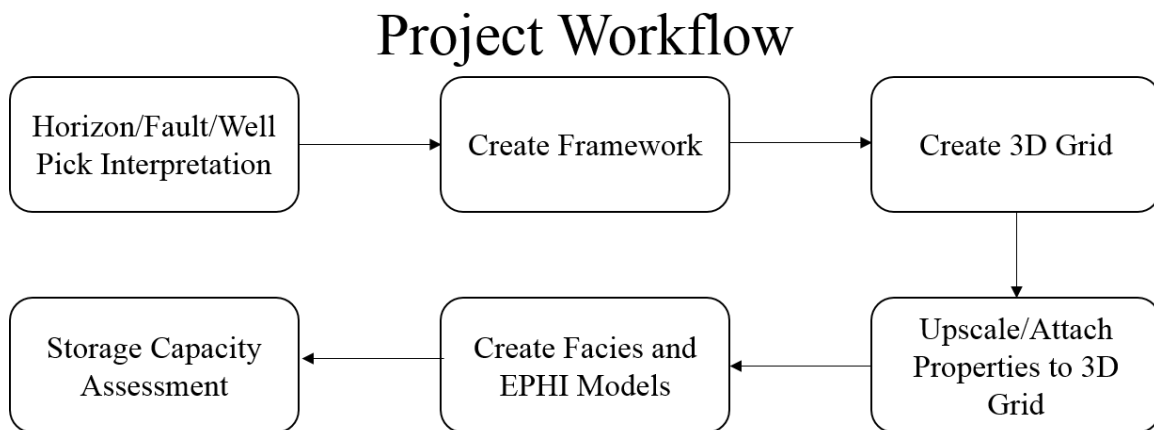 Project Workflow
Horizon/Fault/Well
Pick Interpretation
Create Framework
Create 3D Grid
Upscale/Attach
Properties to 3D
Grid
Create Facies and
EPHI Models
Storage Capacity
Assessment